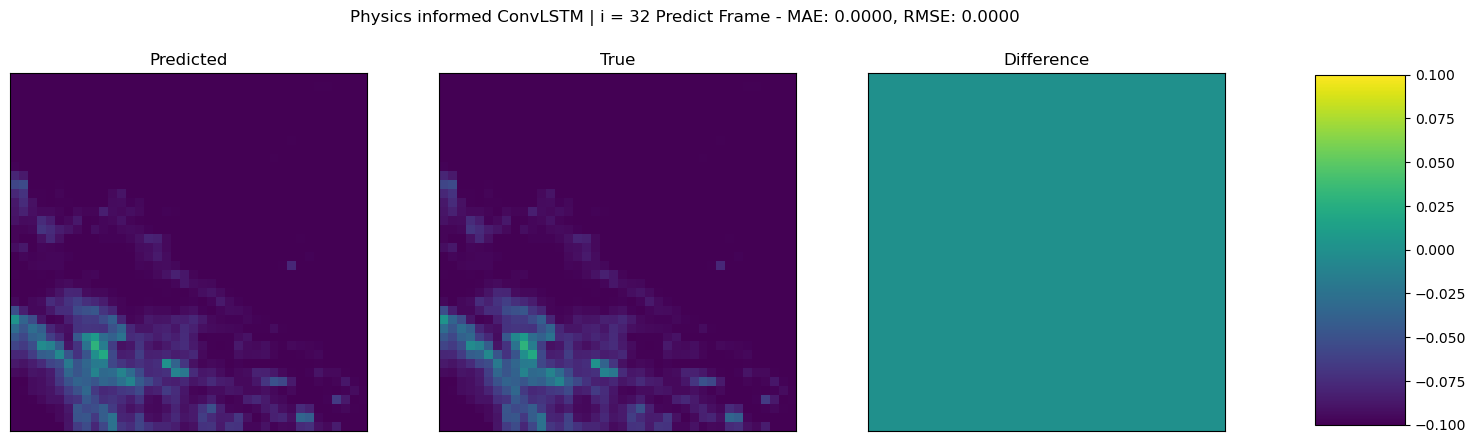 Physics informed ConvLSTM | i = 32 Predict Frame - MAE: 0.0000, RMSE: 0.0000
Predicted
True
Difference
0.100
0.075
0.050
0.025
0.000
−0.025
−0.050
−0.075
−0.100